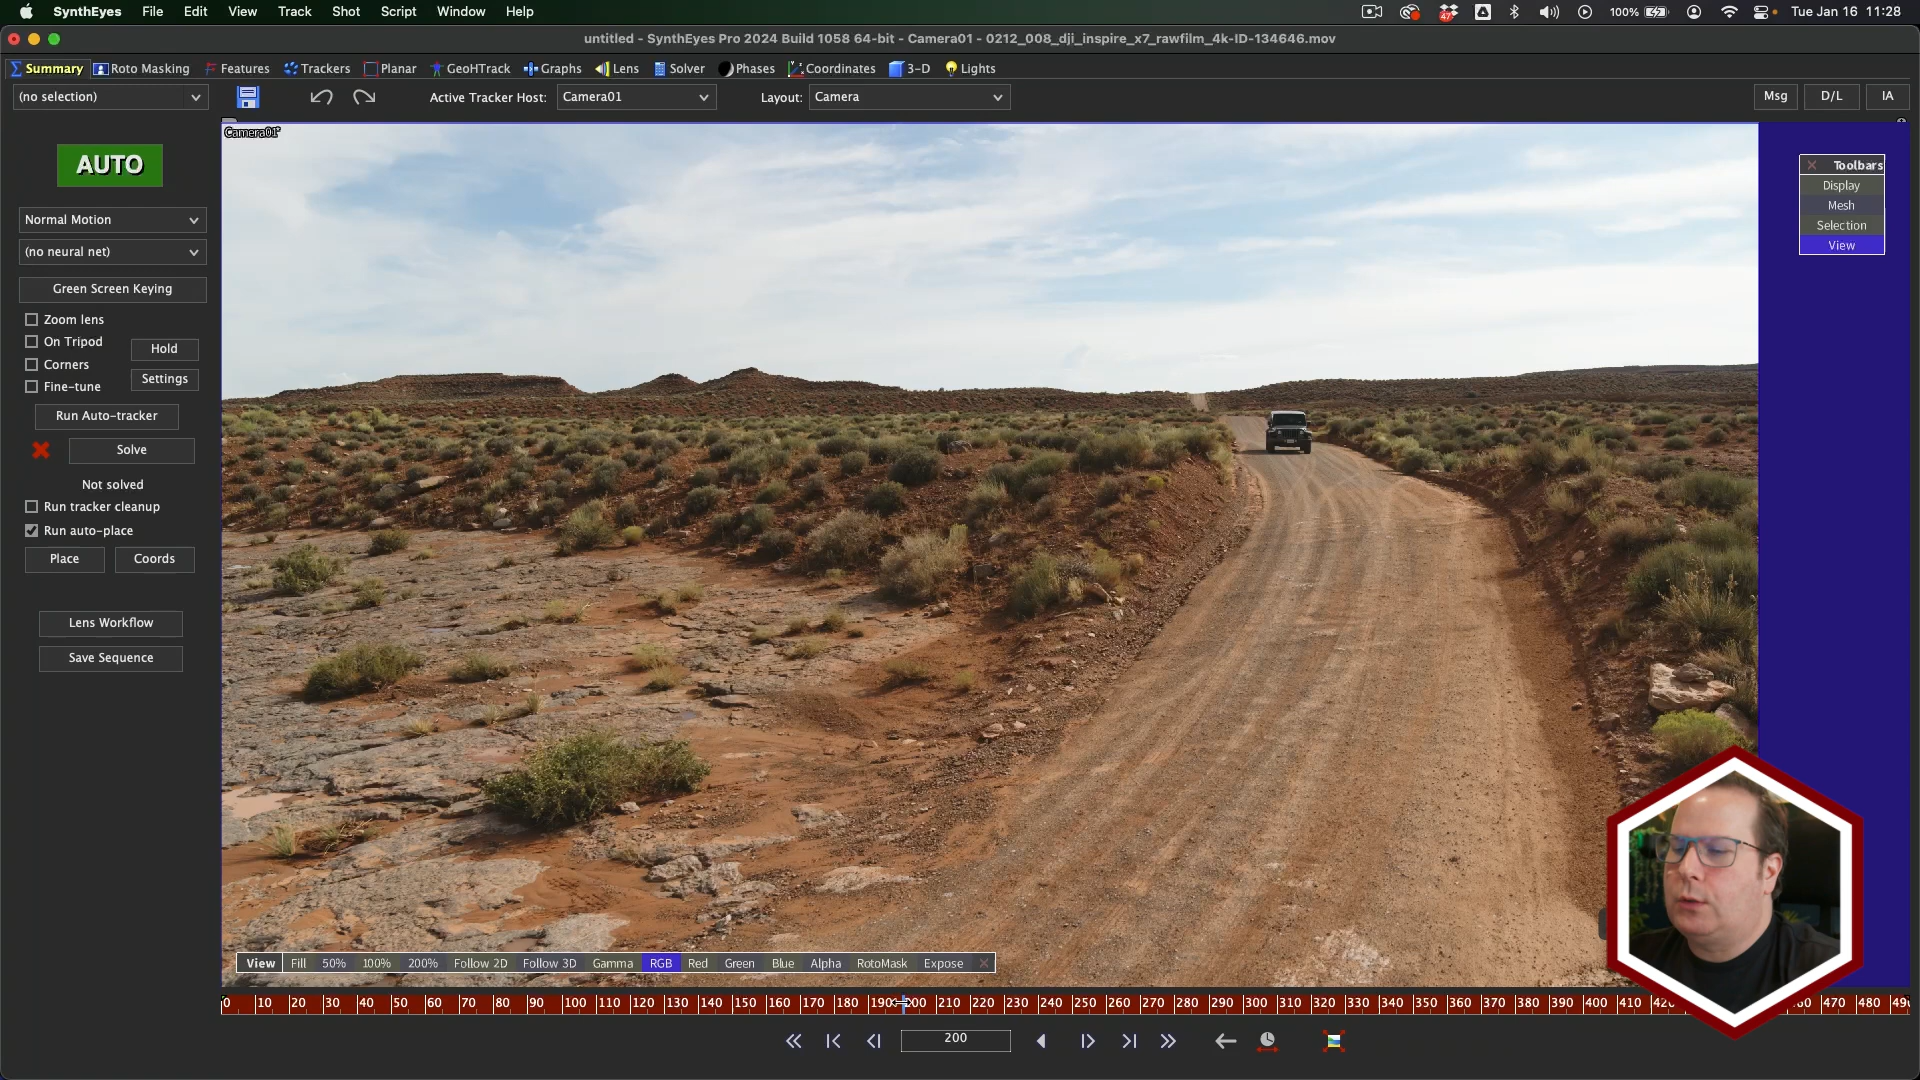 SynthEyes File Edit View Track Shot Script Window Help 47 100% Tue Jan 16 11:28
untitled - SynthEyes Pro 2024 Build 1058 64-bit - Camera01 - 0212_008_dji_inspire_x7_rawfilm_4k-ID-134646.mov
Summary Roto Masking Features Trackers Planar GeoHTrack Graphs Lens Solver Phases Coordinates 3-D Lights
(no selection) Active Tracker Host: Camera01 Layout: Camera Msg D/L IA
Camera01
AUTO
Toolbars
Display
Mesh
Selection
View
Normal Motion
(no neural net)
Green Screen Keying
Zoom lens
On Tripod
Hold
Corners
Settings
Fine-tune
Run Auto-tracker
Solve
Not solved
Run tracker cleanup
Run auto-place
Place Coords
Lens Workflow
Save Sequence
View Fill 50% 100% 200% Follow 2D Follow 3D Gamma RGB Red Green Blue Alpha RotoMask Expose
0 10 20 30 40 50 60 70 80 90 100 110 120 130 140 150 160 170 180 190 200 210 220 230 240 250 260 270 280 290 300 310 320 330 340 350 360 370 380 390 400 410 470 480
200